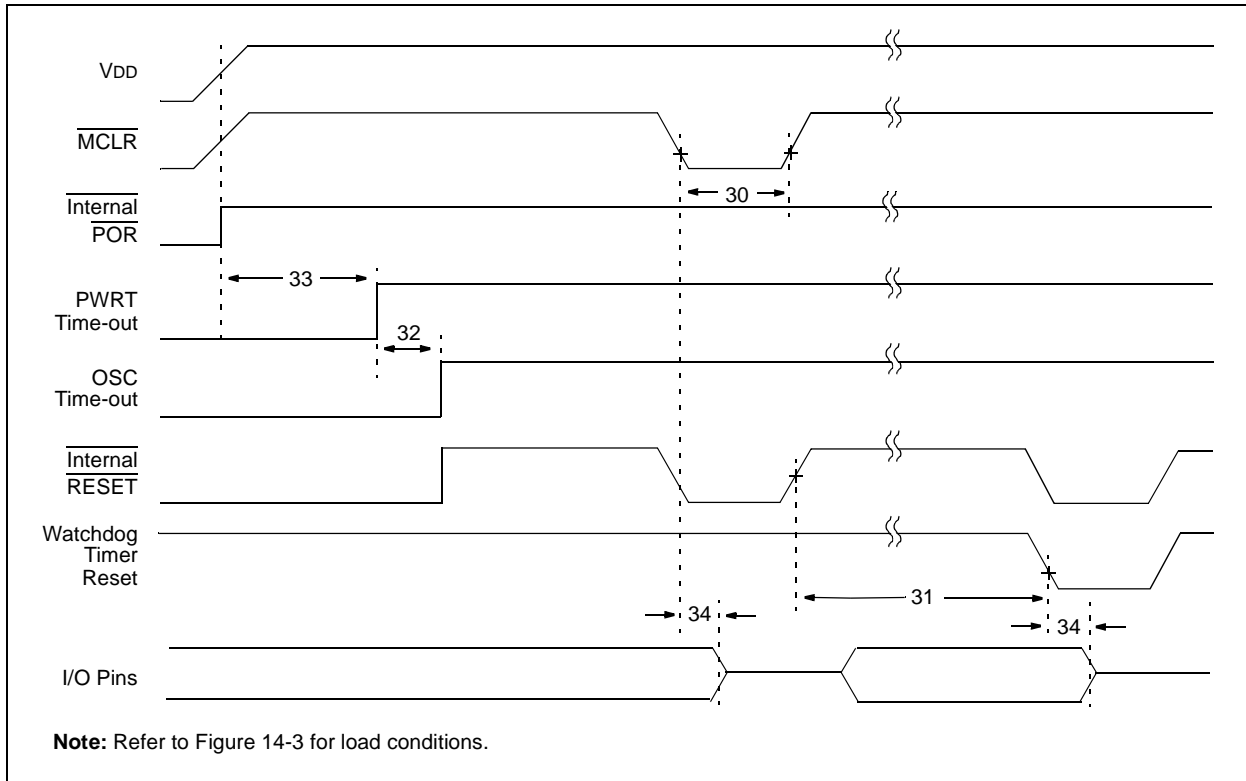 VDD
MCLR
30
Internal
POR
33
PWRT
Time-out
32
OSC
Time-out
Internal
RESET
Watchdog
Timer
Reset
31
34
34
I/O Pins
Note: Refer to Figure 14-3 for load conditions.